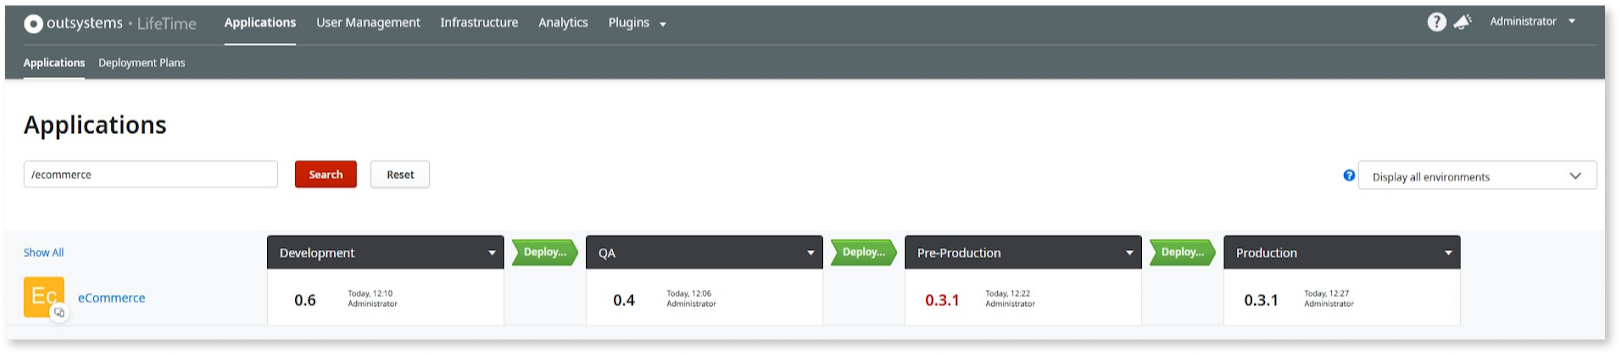 outsystems · LifeTime Applications User Management Infrastructure Analytics Plugins ? Administrator
Applications Deployment Plans
Applications
/ecommerce Search Reset ? Display all environments
Show All Development Deploy... QA Deploy... Pre-Production Deploy... Production
Ec eCommerce 0.6 Today, 12:10 0.4 Today, 12:06 0.3.1 Today, 12:22 0.3.1 Today, 12:27
Administrator Administrator Administrator Administrator